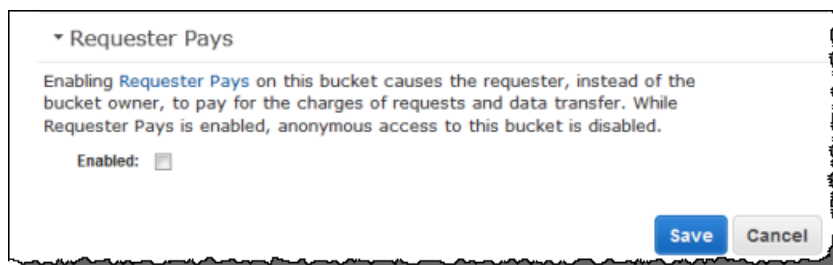 Requester Pays
Enabling Requester Pays on this bucket causes the requester, instead of the
bucket owner, to pay for the charges of requests and data transfer. While
Requester Pays is enabled, anonymous access to this bucket is disabled.
Enabled:
Save Cancel